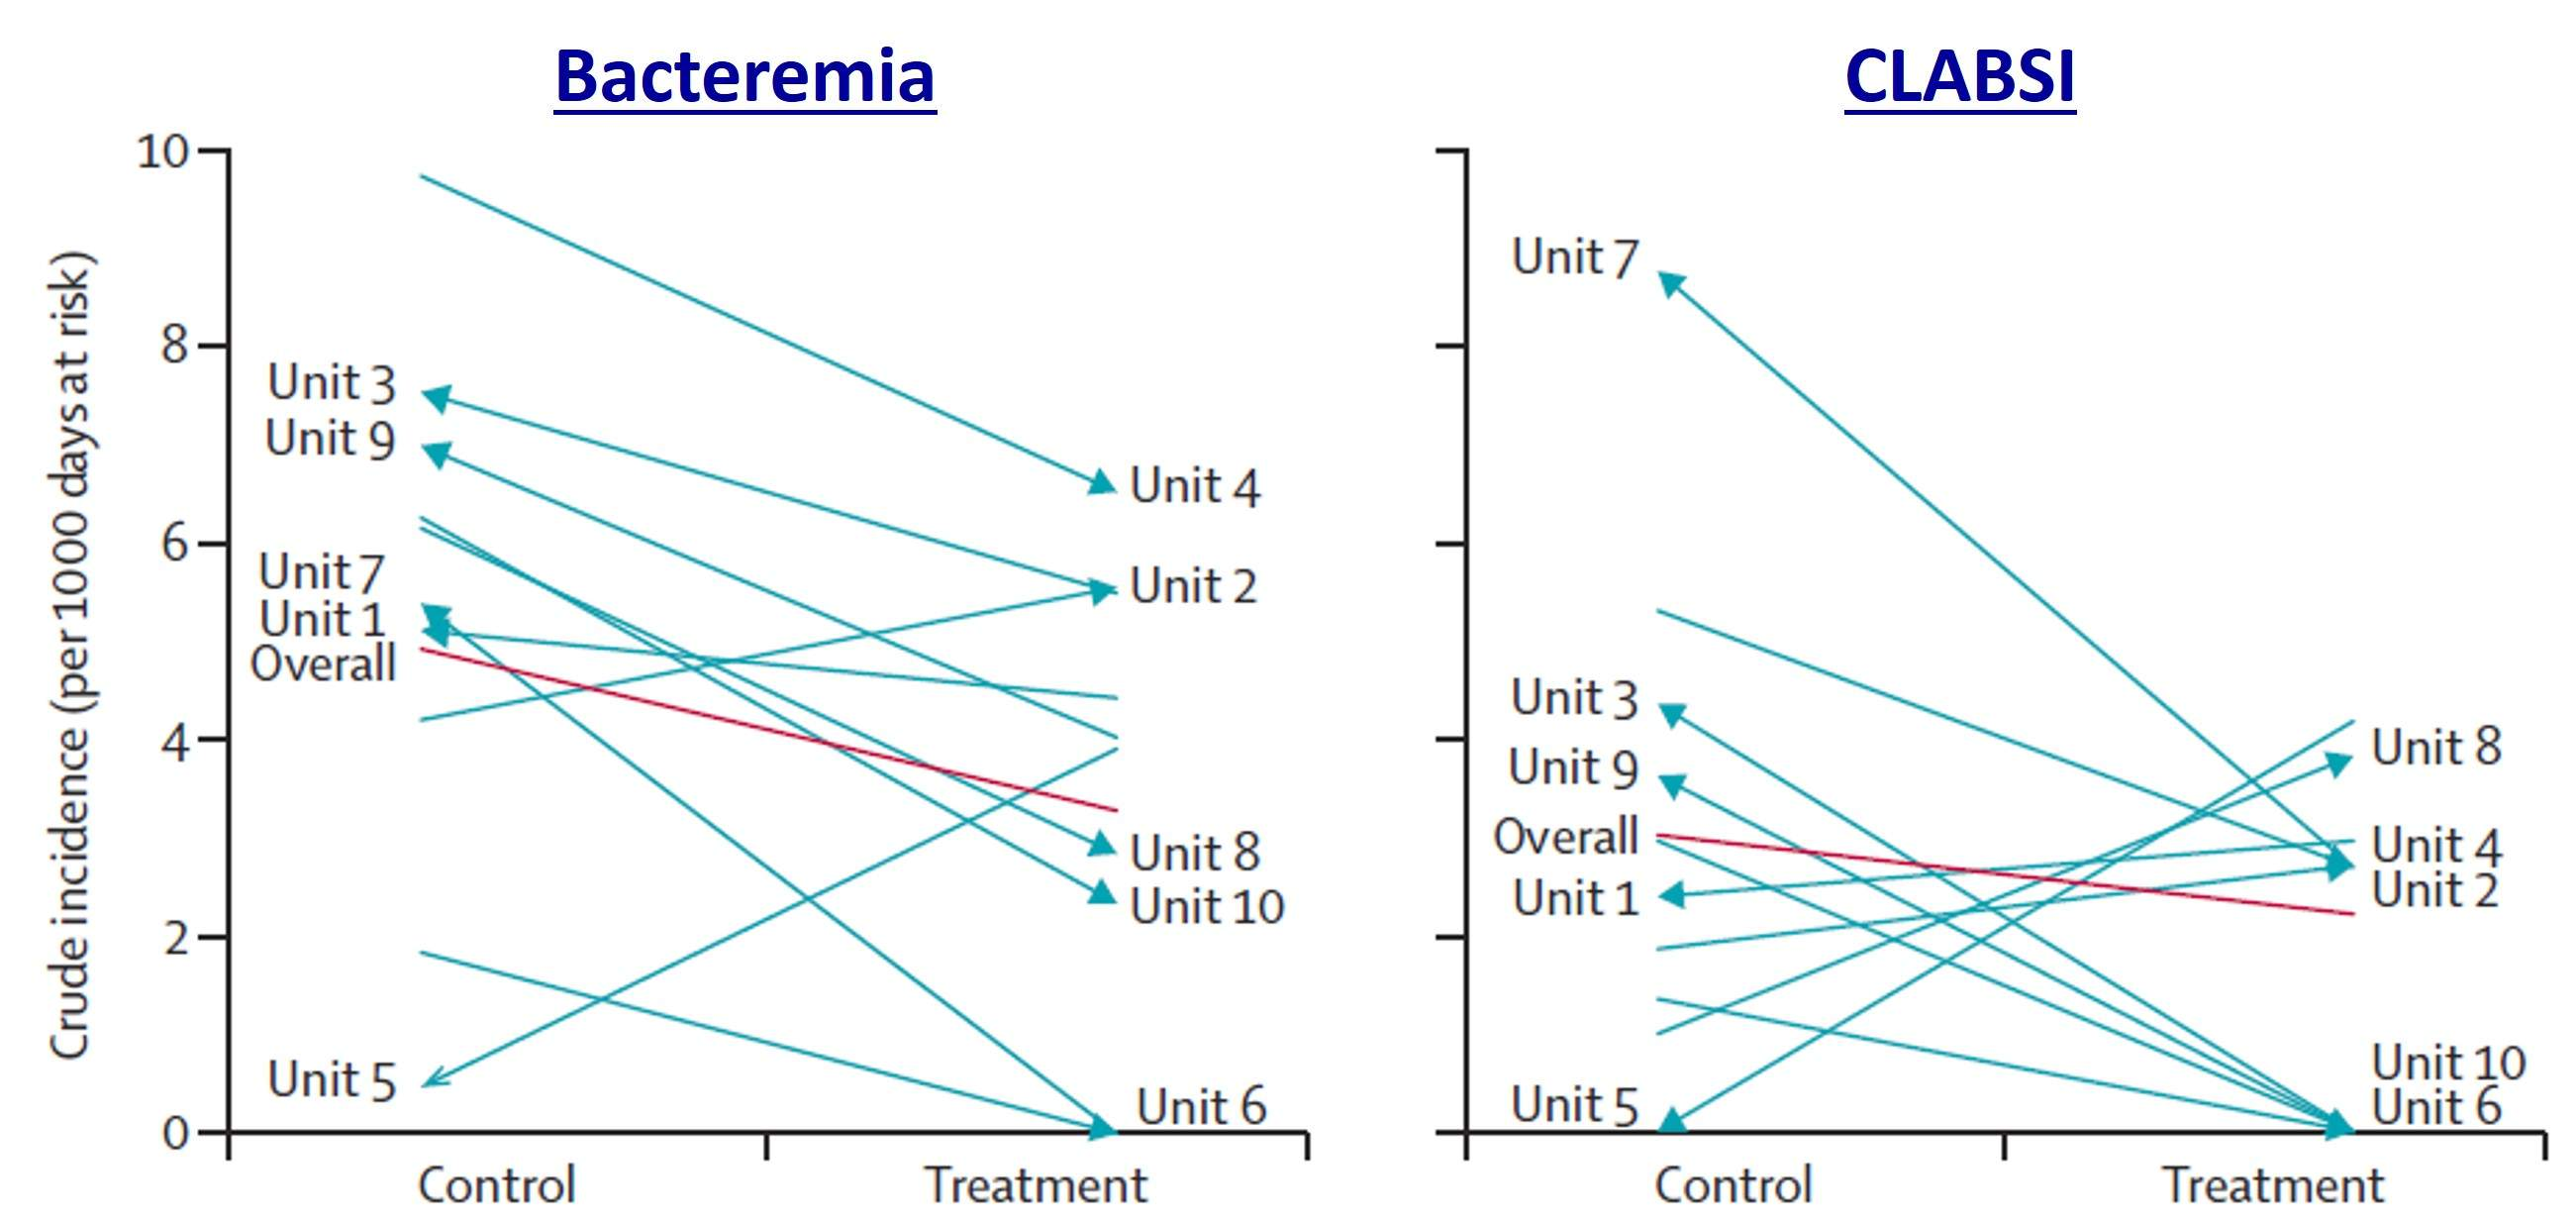 Bacteremia
CLABSI
Crude incidence (per 1000 days at risk)
10
8
6
4
2
0
Unit 3
Unit 9
Unit 7
Unit 1
Overall
Unit 5
Unit 4
Unit 2
Unit 8
Unit 10
Unit 6
Control
Treatment
Unit 7
Unit 3
Unit 9
Overall
Unit 1
Unit 5
Unit 8
Unit 4
Unit 2
Unit 10
Unit 6
Control
Treatment